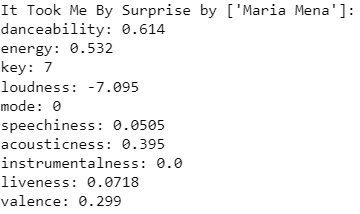 It Took Me By Surprise by ['Maria Mena']:
danceability: 0.614
energy: 0.532
key: 7
loudness: -7.095
mode: 0
speechiness: 0.0505
acousticness: 0.395
instrumentalness: 0.0
liveness: 0.0718
valence: 0.299